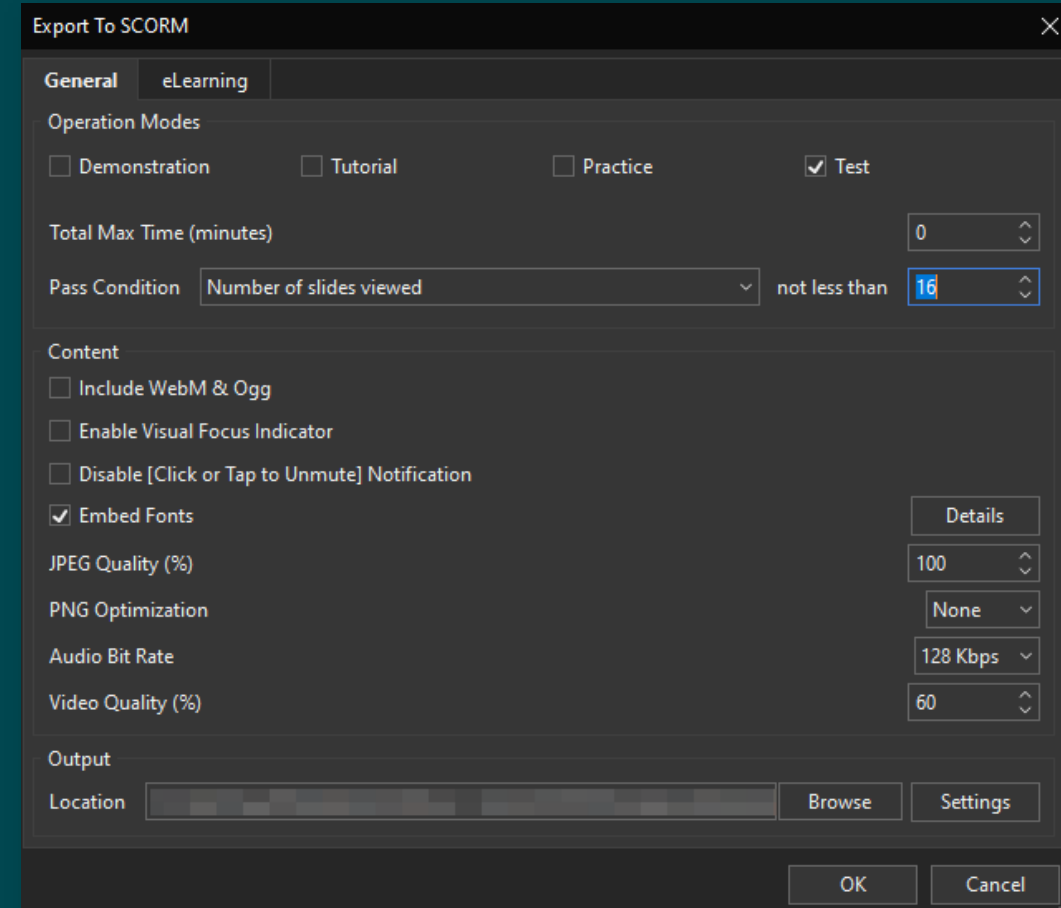 Export To SCORM
General eLearning
Operation Modes
Demonstration Tutorial Practice Test
Total Max Time (minutes) 0
Pass Condition Number of slides viewed not less than 16
Content
Include WebM & Ogg
Enable Visual Focus Indicator
Disable [Click or Tap to Unmute] Notification
Embed Fonts Details
JPEG Quality (%) 100
PNG Optimization None
Audio Bit Rate 128 Kbps
Video Quality (%) 60
Output
Location Browse Settings
OK Cancel